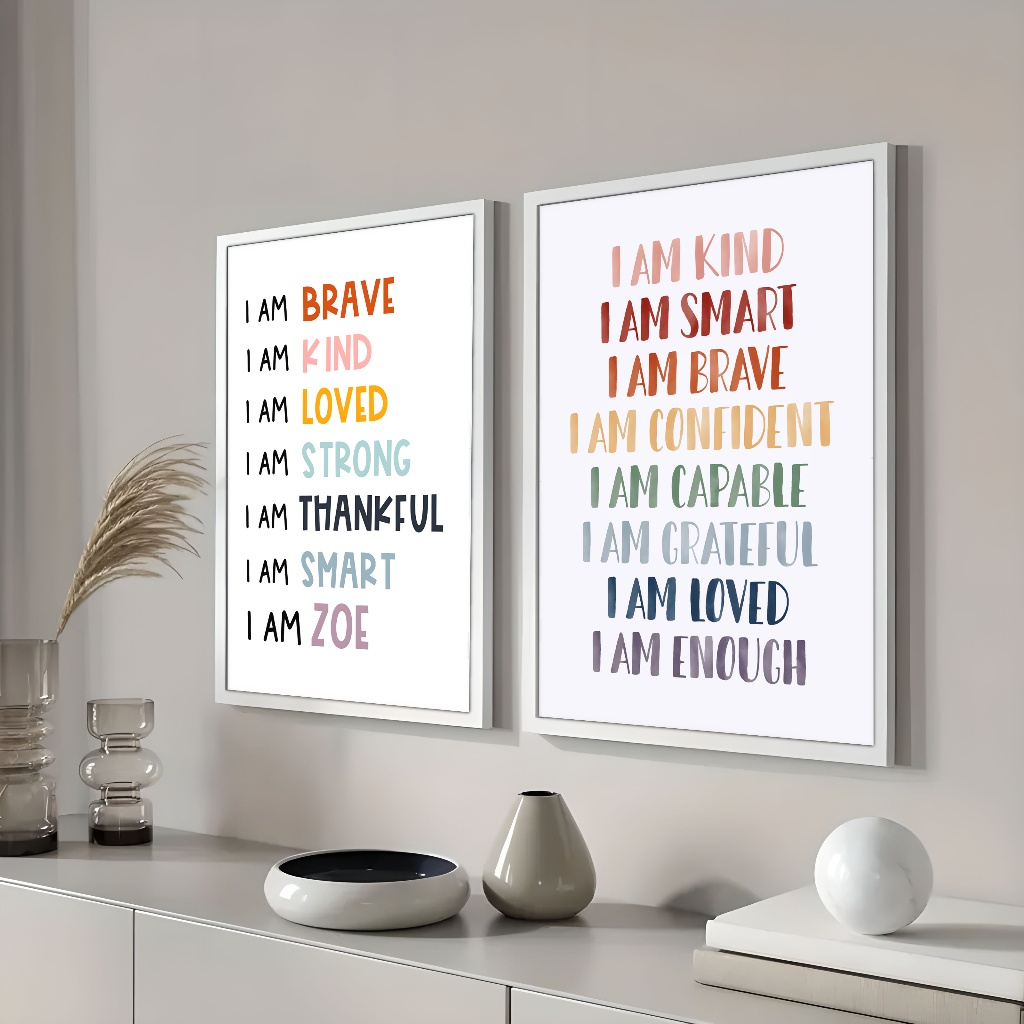 I AM BRAVE
I AM KIND
I AM LOVED
I AM STRONG
I AM THANKFUL
I AM SMART
I AM ZOE
I AM KIND
I AM SMART
I AM BRAVE
I AM CONFIDENT
I AM CAPABLE
I AM GRATEFUL
I AM LOVED
I AM ENOUGH